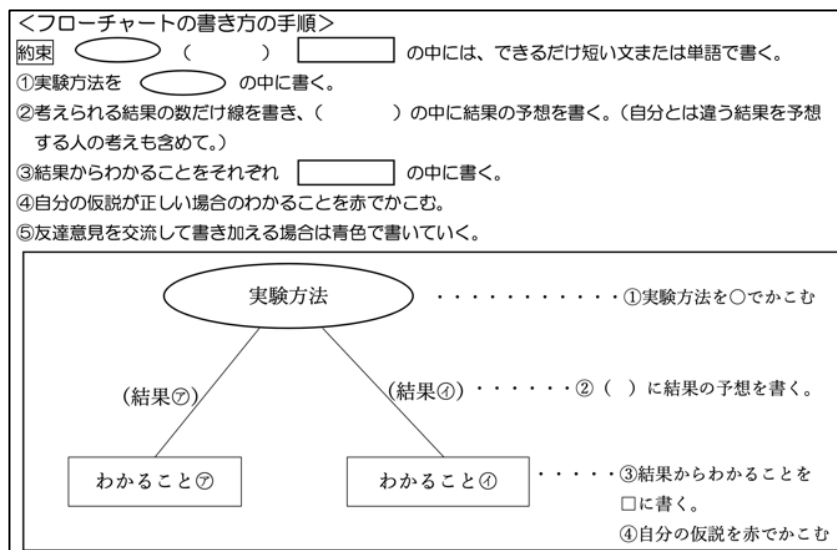 ＜フローチャートの書き方の手順＞
約束 （　　　　） の中には、できるだけ短い文または単語で書く。
①実験方法を の中に書く。
②考えられる結果の数だけ線を書き、（　　　　）の中に結果の予想を書く。（自分とは違う結果を予想
する人の考えも含めて。）
③結果からわかることをそれぞれ の中に書く。
④自分の仮説が正しい場合のわかることを赤でかこむ。
⑤友達意見を交流して書き加える場合は青色で書いていく。
実験方法 ・・・・・・・・・・・①実験方法を○でかこむ
(結果㋐) (結果㋑) ・・・・・・②（　）に結果の予想を書く。
わかること㋐ わかること㋑ ・・・・・③結果からわかることを
□に書く。
④自分の仮説を赤でかこむ